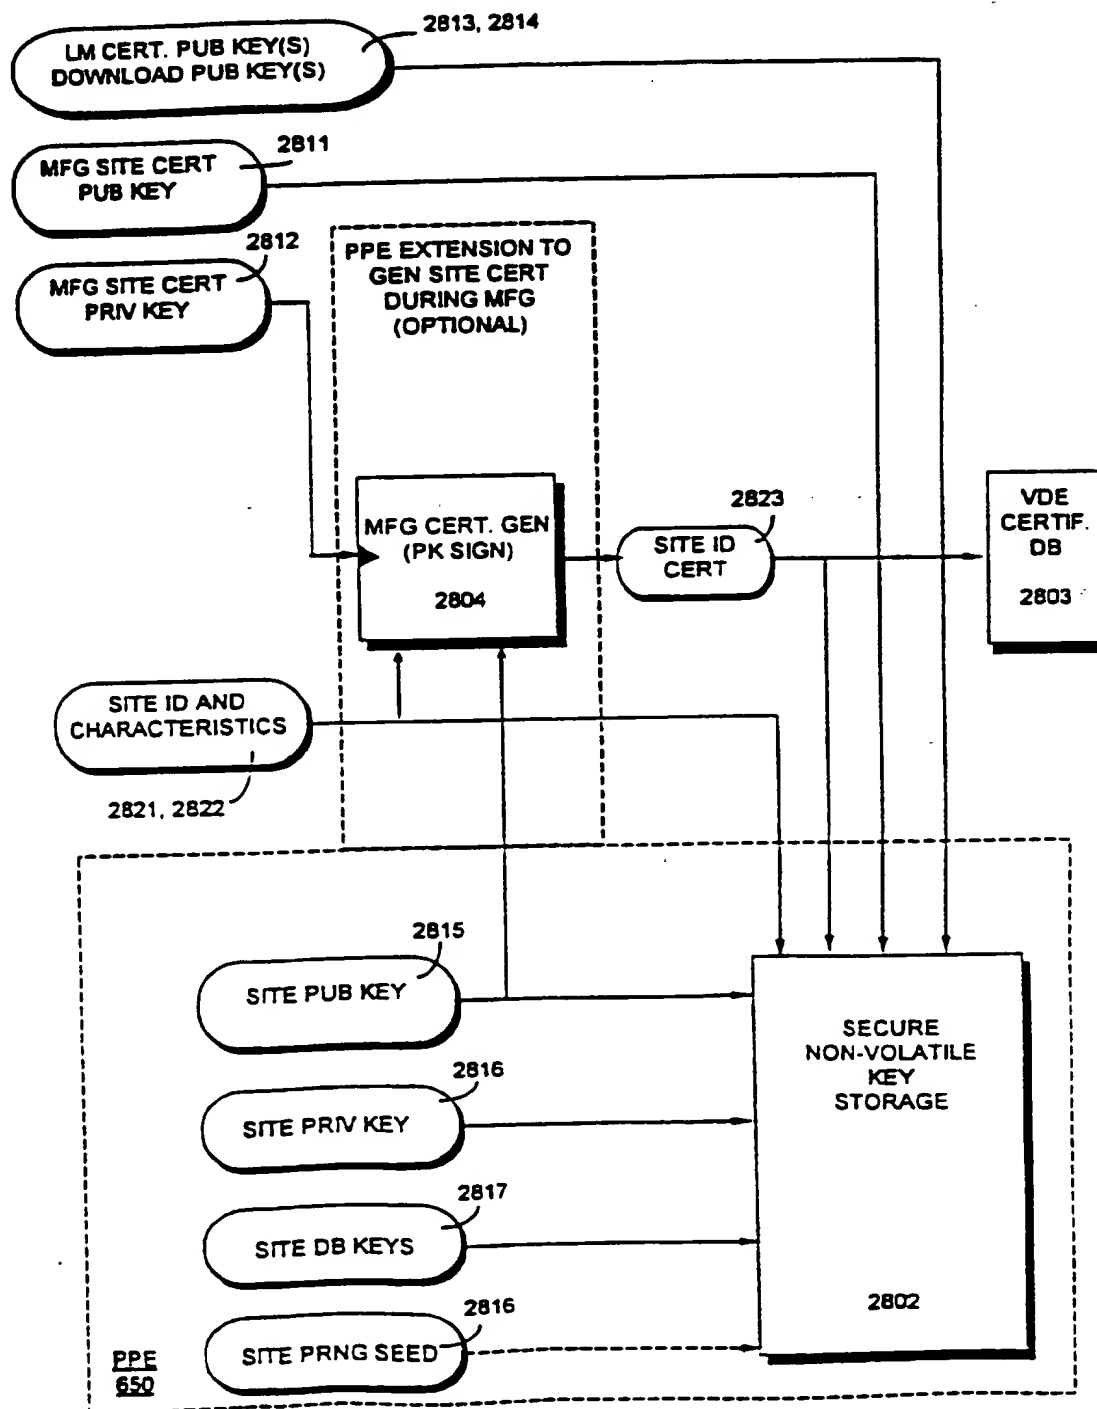 2813, 2814
LM CERT. PUB KEY(S)
DOWNLOAD PUB KEY(S)
2811
MFG SITE CERT
PUB KEY
2812
MFG SITE CERT
PRIV KEY
PPE EXTENSION TO
GEN SITE CERT
DURING MFG
(OPTIONAL)
MFG CERT. GEN
(PK SIGN)
2804
2823
SITE ID
CERT
VDE
CERTIF.
DB
2803
SITE ID AND
CHARACTERISTICS
2821, 2822
2815
SITE PUB KEY
2816
SITE PRIV KEY
2817
SITE DB KEYS
2816
SITE PRNG SEED
SECURE
NON-VOLATILE
KEY
STORAGE
2802
PPE
650